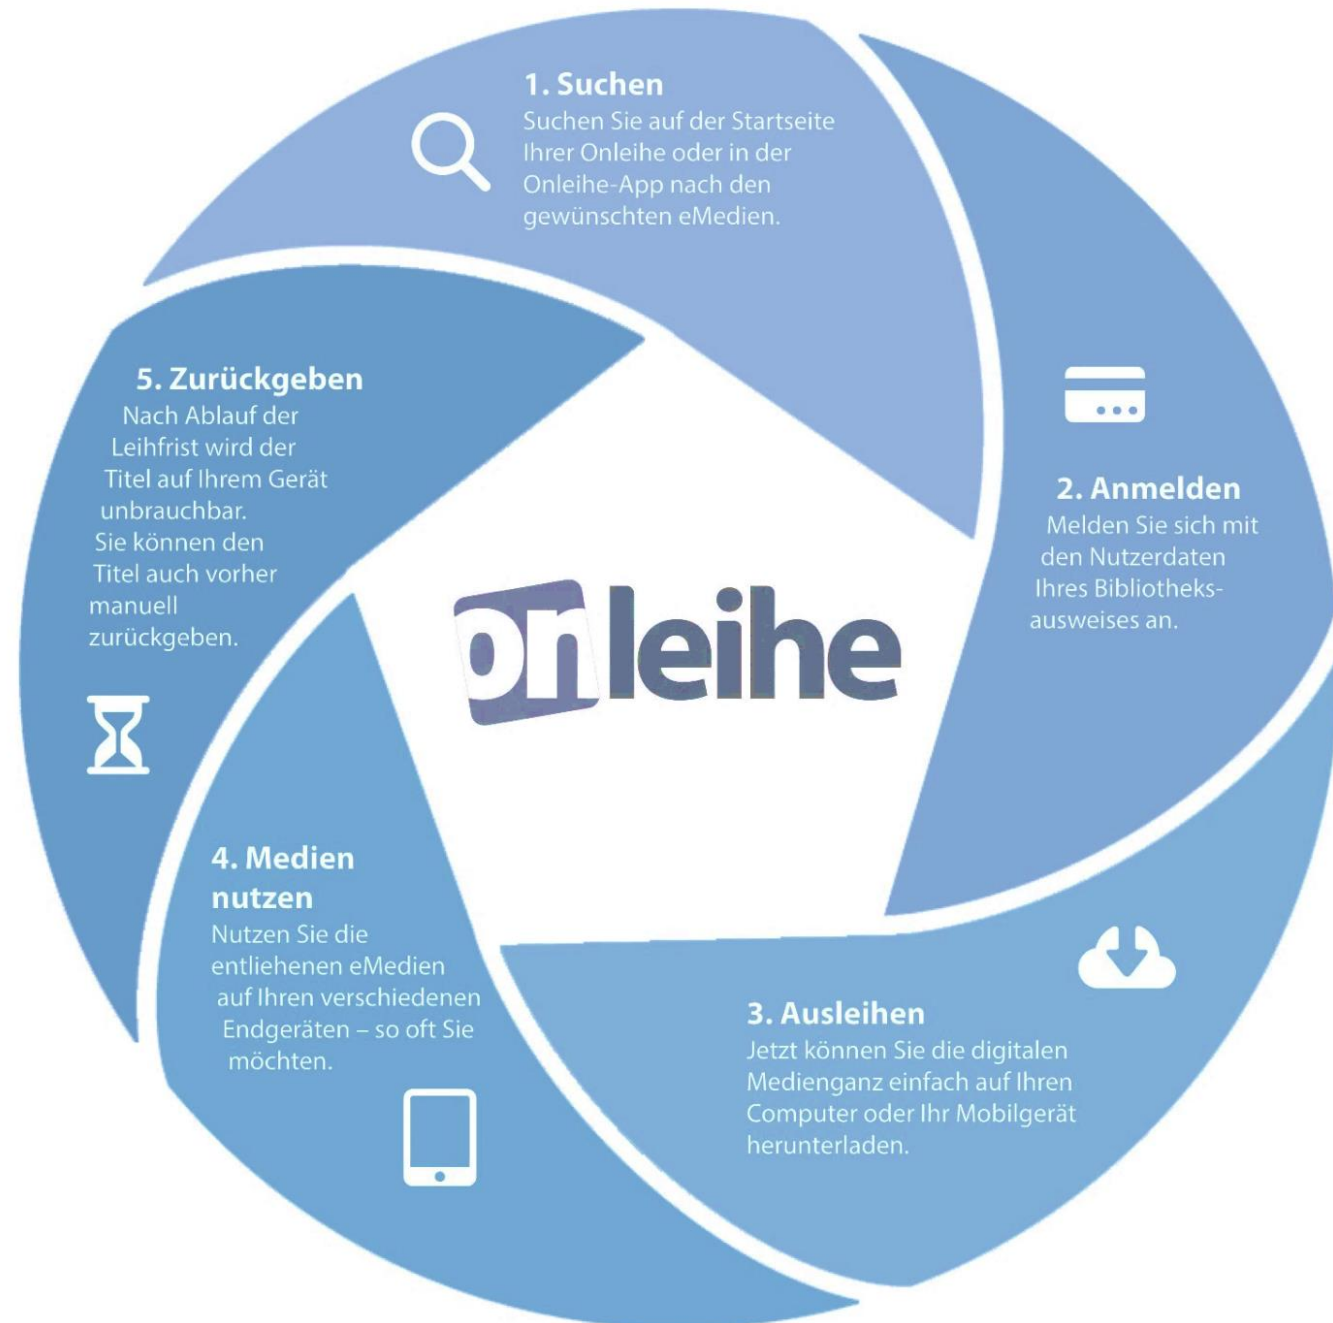 1. Suchen
Suchen Sie auf der Startseite
Ihrer Onleihe oder in der
Onleihe-App nach den
gewünschten eMedien.
2. Anmelden
Melden Sie sich mit
den Nutzerdaten
Ihres Bibliotheks-
ausweises an.
3. Ausleihen
Jetzt können Sie die digitalen
Medienganz einfach auf Ihren
Computer oder Ihr Mobilgerät
herunterladen.
4. Medien
nutzen
Nutzen Sie die
entliehenen eMedien
auf Ihren verschiedenen
Endgeräten – so oft Sie
möchten.
5. Zurückgeben
Nach Ablauf der
Leihfrist wird der
Titel auf Ihrem Gerät
unbrauchbar.
Sie können den
Titel auch vorher
manuell
zurückgeben.
onleihe